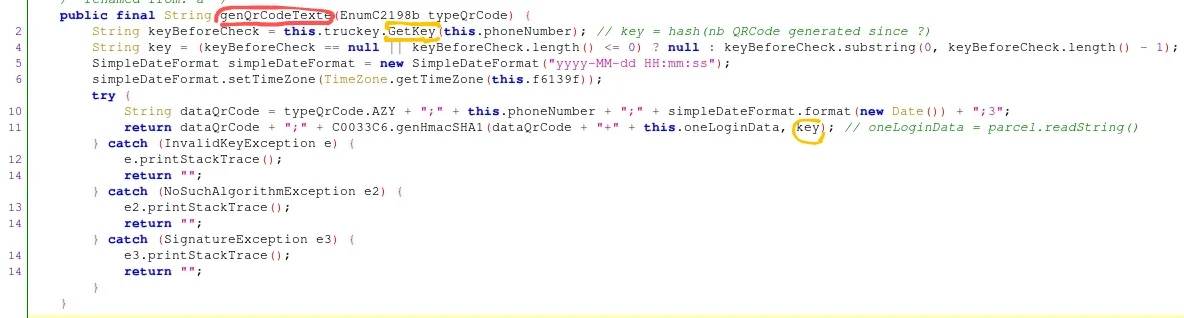 /* renamed from: a */
public final String genQrCodeTexte(EnumC2198b typeQrCode) {
2 String keyBeforeCheck = this.truckey.GetKey(this.phoneNumber); // key = hash(nb QRCode generated since ?)
4 String key = (keyBeforeCheck == null || keyBeforeCheck.length() <= 0) ? null : keyBeforeCheck.substring(0, keyBeforeCheck.length() - 1);
5 SimpleDateFormat simpleDateFormat = new SimpleDateFormat("yyyy-MM-dd HH:mm:ss");
6 simpleDateFormat.setTimeZone(TimeZone.getTimeZone(this.f6139f));
try {
10 String dataQrCode = typeQrCode.AZY + ";" + this.phoneNumber + ";" + simpleDateFormat.format(new Date()) + ";3";
11 return dataQrCode + ";" + C0033C6.genHmacSHA1(dataQrCode + "+" + this.oneLoginData, key); // oneLoginData = parcel.readString()
} catch (InvalidKeyException e) {
12 e.printStackTrace();
14 return "";
} catch (NoSuchAlgorithmException e2) {
13 e2.printStackTrace();
14 return "";
} catch (SignatureException e3) {
14 e3.printStackTrace();
14 return "";
}
}